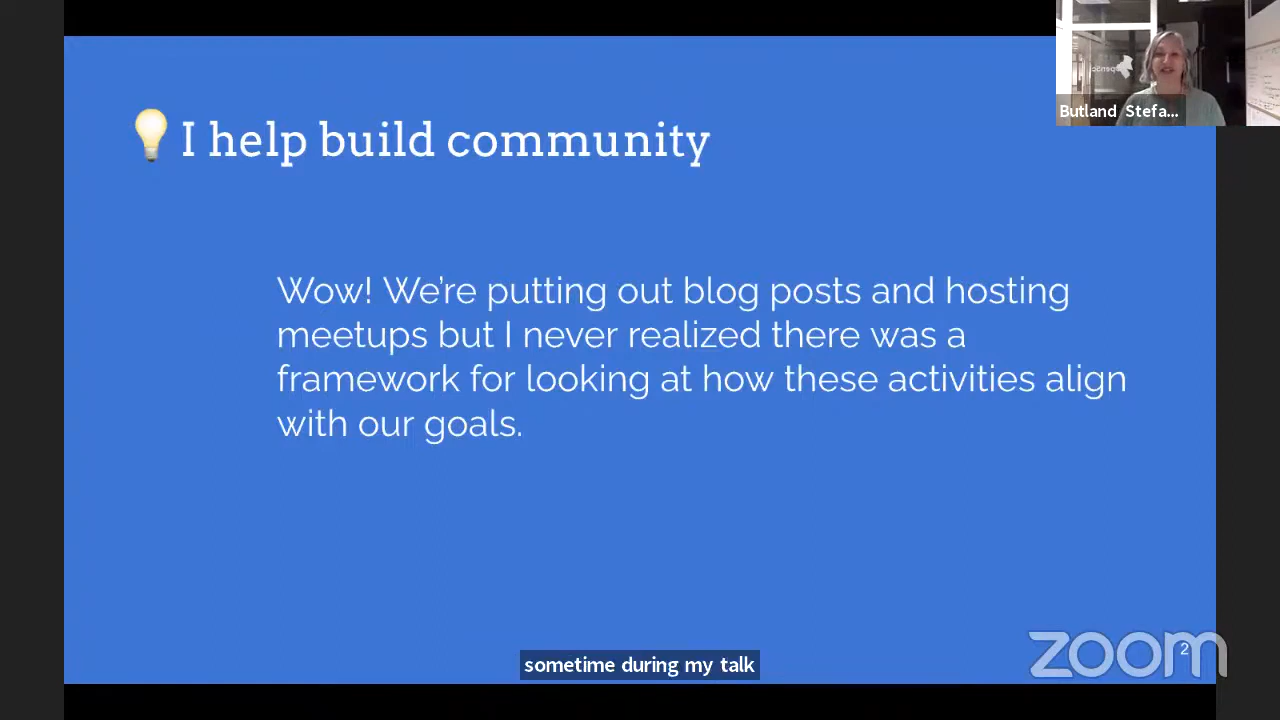 I help build community
Wow! We're putting out blog posts and hosting
meetups but I never realized there was a
framework for looking at how these activities align
with our goals.
Butland Stefa...
sometime during my talk
zoom
2